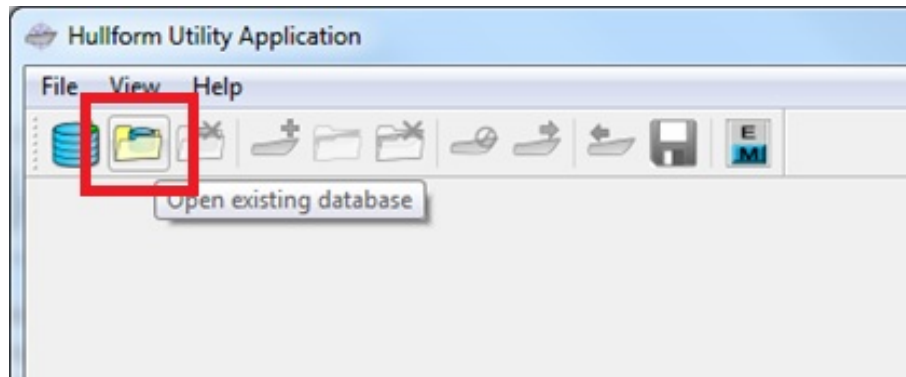 Hullform Utility Application
File View Help
E
M
Open existing database